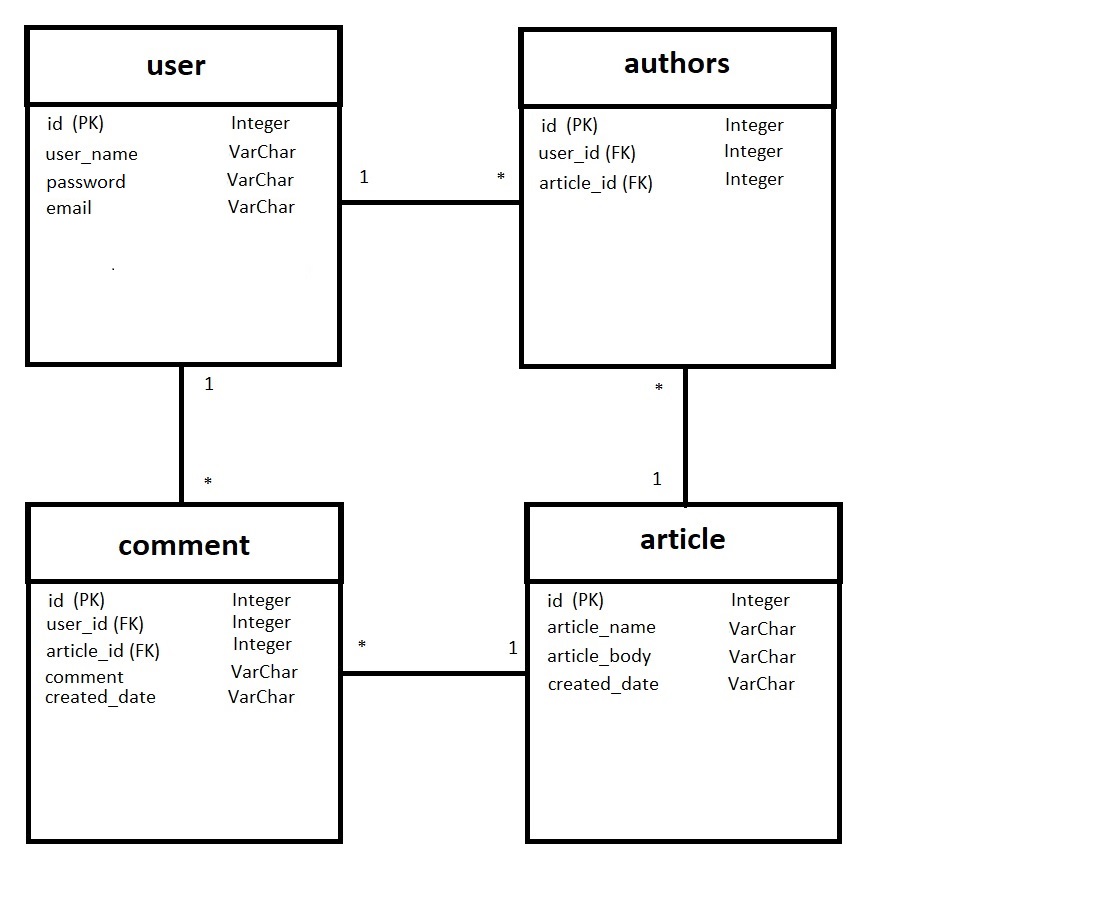 user
id (PK) Integer
user_name VarChar
password VarChar
email VarChar
1 *
authors
id (PK) Integer
user_id (FK) Integer
article_id (FK) Integer
1
*
*
1
comment
id (PK) Integer
user_id (FK) Integer
article_id (FK) Integer
comment VarChar
created_date VarChar
* 1
article
id (PK) Integer
article_name VarChar
article_body VarChar
created_date VarChar